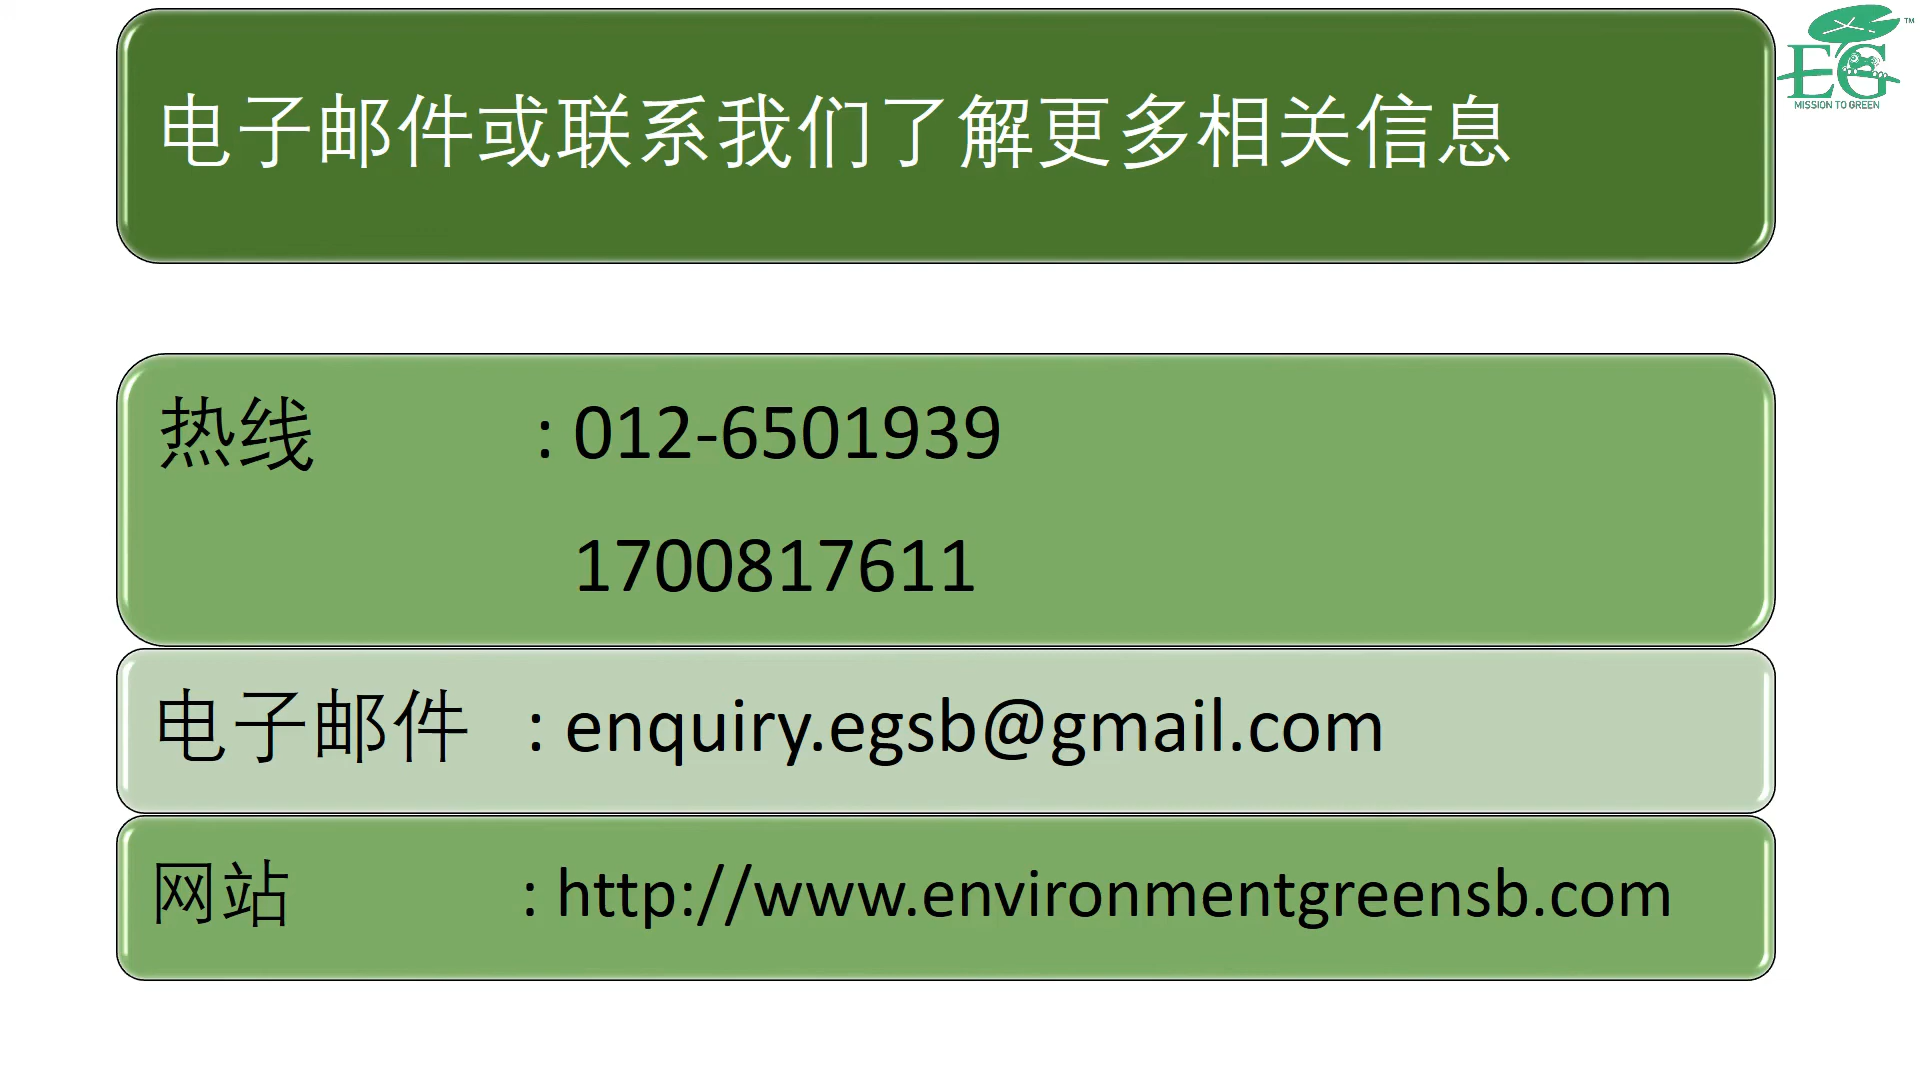 电子邮件或联系我们了解更多相关信息
EG™
MISSION TO GREEN
热线 : 012-6501939
1700817611
电子邮件 : enquiry.egsb@gmail.com
网站 : http://www.environmentgreensb.com